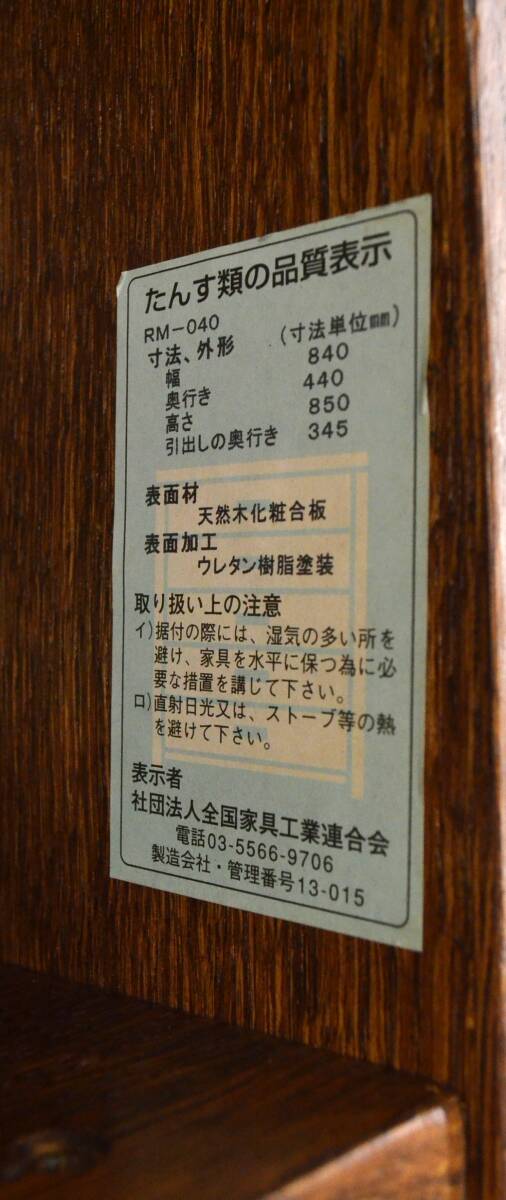 たんす類の品質表示
RM-040
寸法、外形 (寸法単位㎜)
幅 840
奥行き 440
高さ 850
引出しの奥行き 345
表面材
天然木化粧合板
表面加工
ウレタン樹脂塗装
取り扱い上の注意
イ)据付の際には、湿気の多い所を
避け、家具を水平に保つ為に必
要な措置を講じて下さい。
ロ)直射日光又は、ストーブ等の熱
を避けて下さい。
表示者
社団法人全国家具工業連合会
電話03-5566-9706
製造会社・管理番号13-015